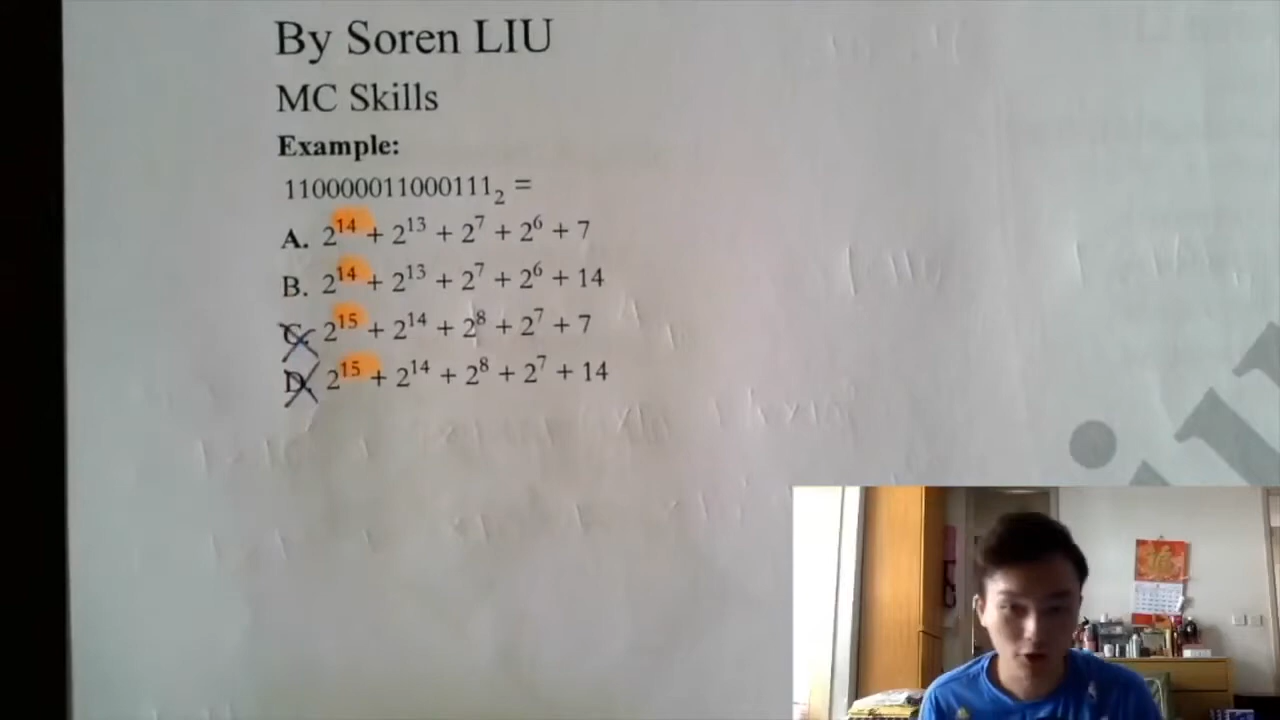 By Soren LIU
MC Skills
Example:
110000011000111₂ =
A. 2¹⁴ + 2¹³ + 2⁷ + 2⁶ + 7
B. 2¹⁴ + 2¹³ + 2⁷ + 2⁶ + 14
C. 2¹⁵ + 2¹⁴ + 2⁸ + 2⁷ + 7
D. 2¹⁵ + 2¹⁴ + 2⁸ + 2⁷ + 14
福